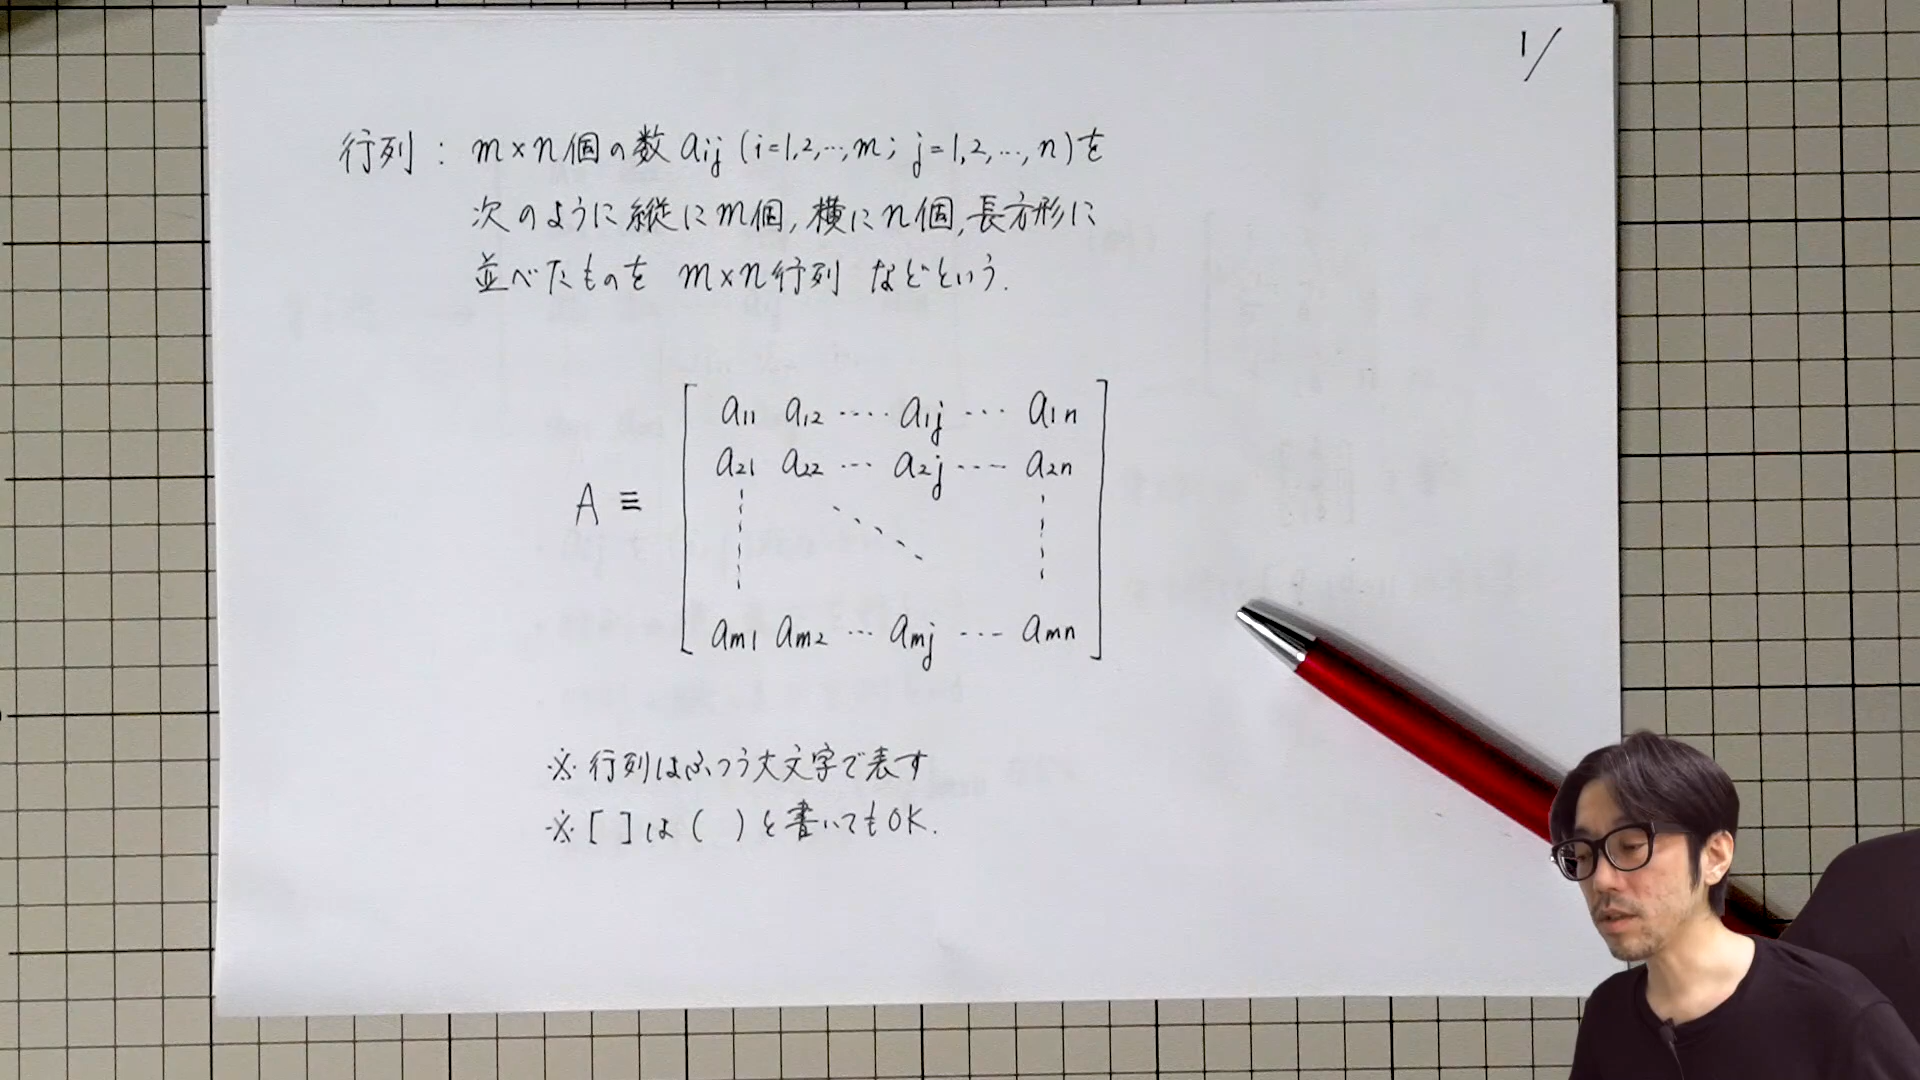 1/
行列 : m×n個の数 aij (i=1,2,…,m; j=1,2,…,n)を
次のように縦にm個,横にn個,長方形に
並べたものを m×n行列 などという.
A ≡ [ a11 a12 ‥‥ a1j … a1n
a21 a22 … a2j ‥‥ a2n
am1 am2 … amj ‥‥ amn ]
※ 行列はふつう大文字で表す
※ [ ] は ( ) と書いてもOK.